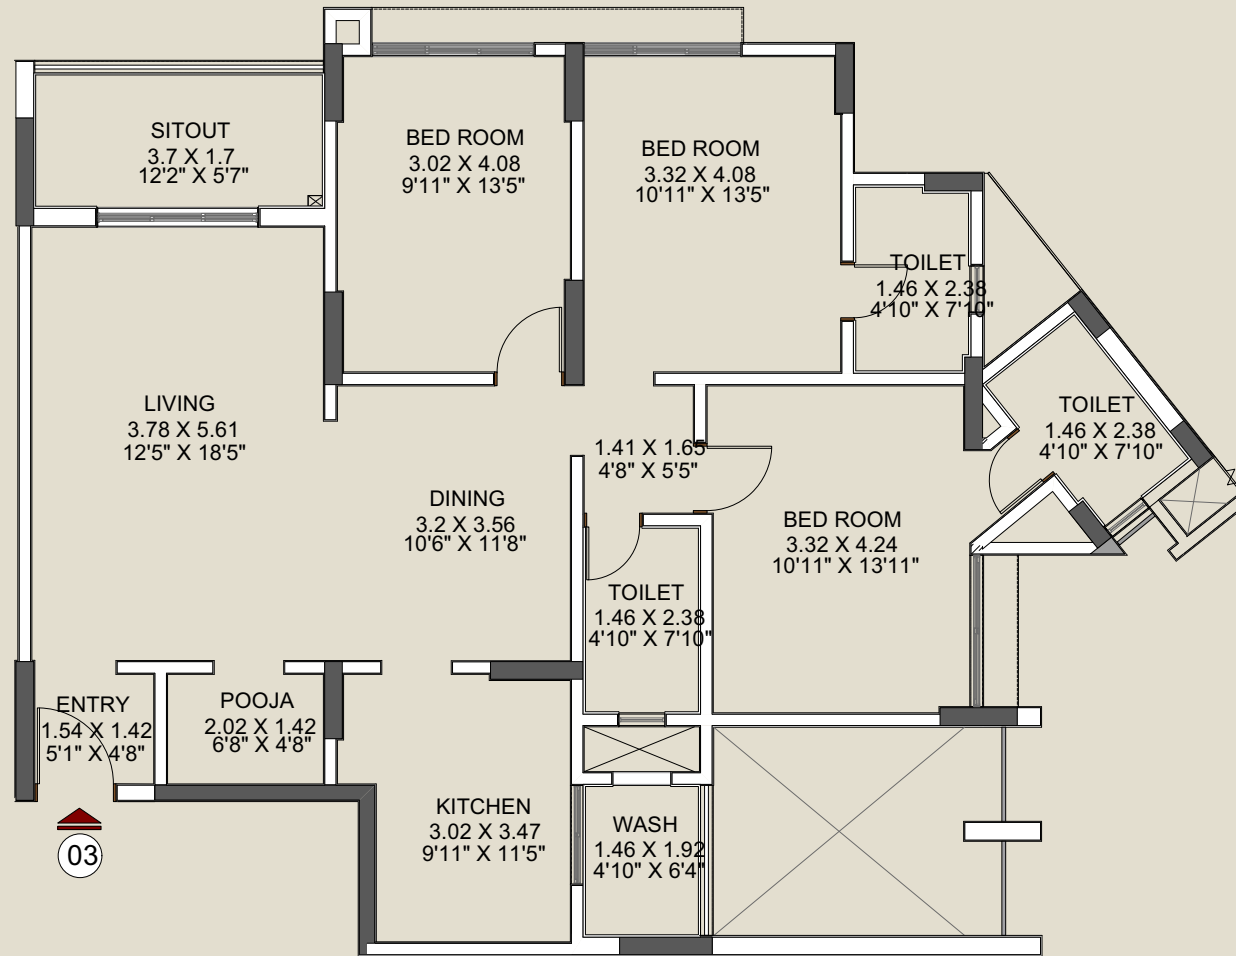 SITOUT
3.7 X 1.7
12'2" X 5'7"
BED ROOM
3.02 X 4.08
9'11" X 13'5"
BED ROOM
3.32 X 4.08
10'11" X 13'5"
TOILET
1.46 X 2.38
4'10" X 7'10"
LIVING
3.78 X 5.61
12'5" X 18'5"
TOILET
1.46 X 2.38
4'10" X 7'10"
1.41 X 1.65
4'8" X 5'5"
DINING
3.2 X 3.56
10'6" X 11'8"
BED ROOM
3.32 X 4.24
10'11" X 13'11"
TOILET
1.46 X 2.38
4'10" X 7'10"
ENTRY
1.54 X 1.42
5'1" X 4'8"
POOJA
2.02 X 1.42
6'8" X 4'8"
KITCHEN
3.02 X 3.47
9'11" X 11'5"
WASH
1.46 X 1.92
4'10" X 6'4"
03